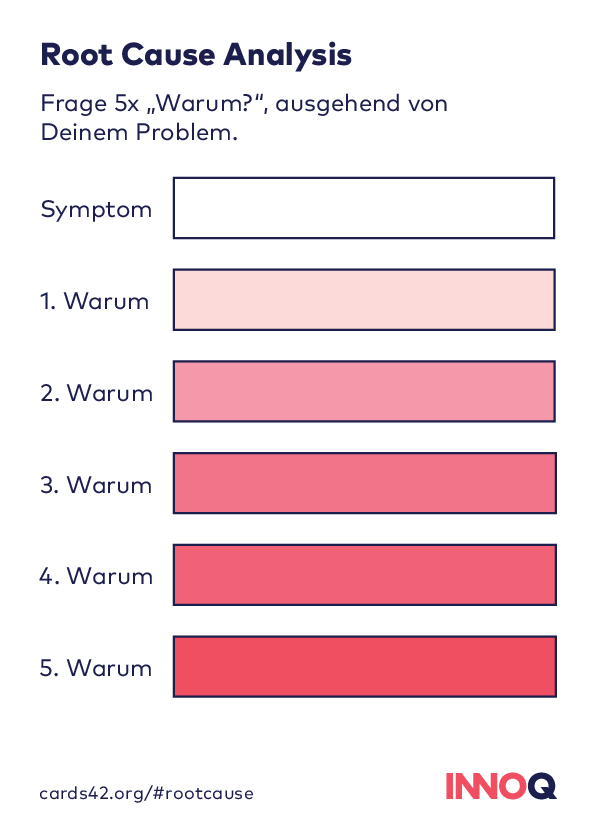 Root Cause Analysis
Frage 5x „Warum?“, ausgehend von
Deinem Problem.
Symptom
1. Warum
2. Warum
3. Warum
4. Warum
5. Warum
cards42.org/#rootcause
INNOQ